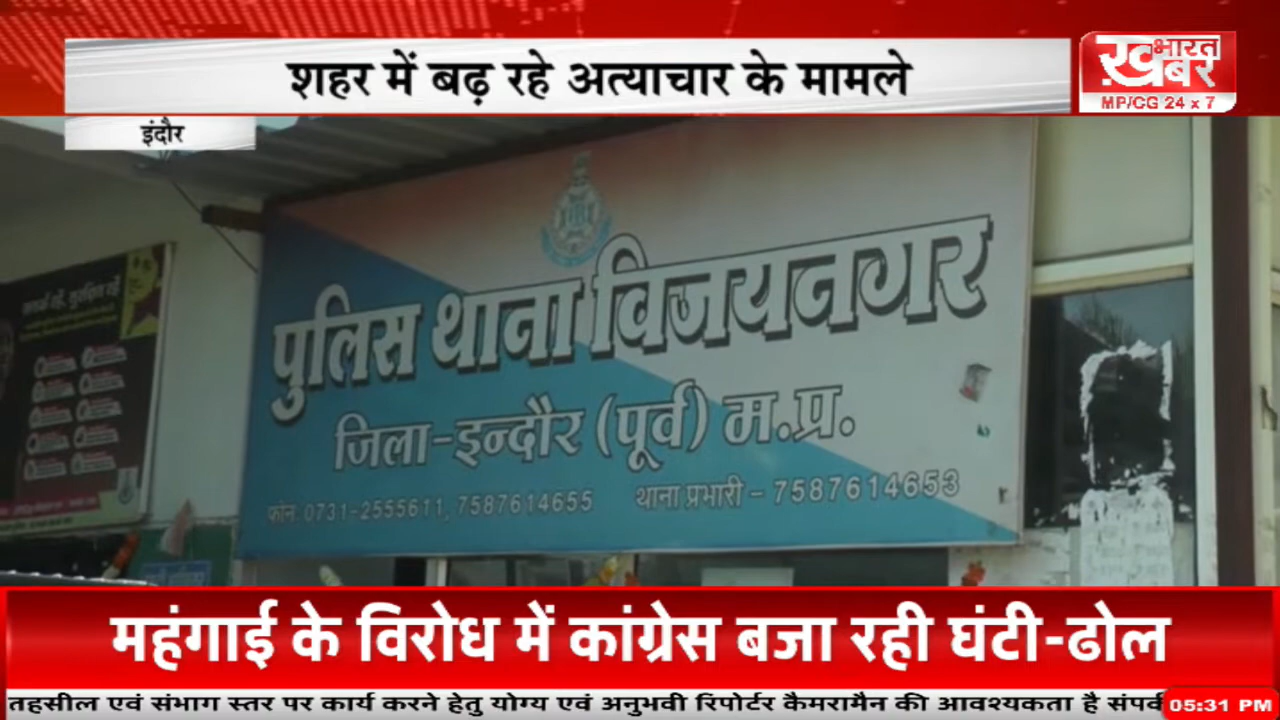 शहर में बढ़ रहे अत्याचार के मामले
भारत
ख़बर
MP/CG 24 x 7
इंदौर
पुलिस थाना विजयनगर
जिला-इन्दौर (पूर्व) म.प्र.
फोन: 0731-2555611, 7587614655 थाना प्रभारी - 7587614653
महंगाई के विरोध में कांग्रेस बजा रही घंटी-ढोल
तहसील एवं संभाग स्तर पर कार्य करने हेतु योग्य एवं अनुभवी रिपोर्टर कैमरामैन की आवश्यकता है संपर्क
05:31 PM